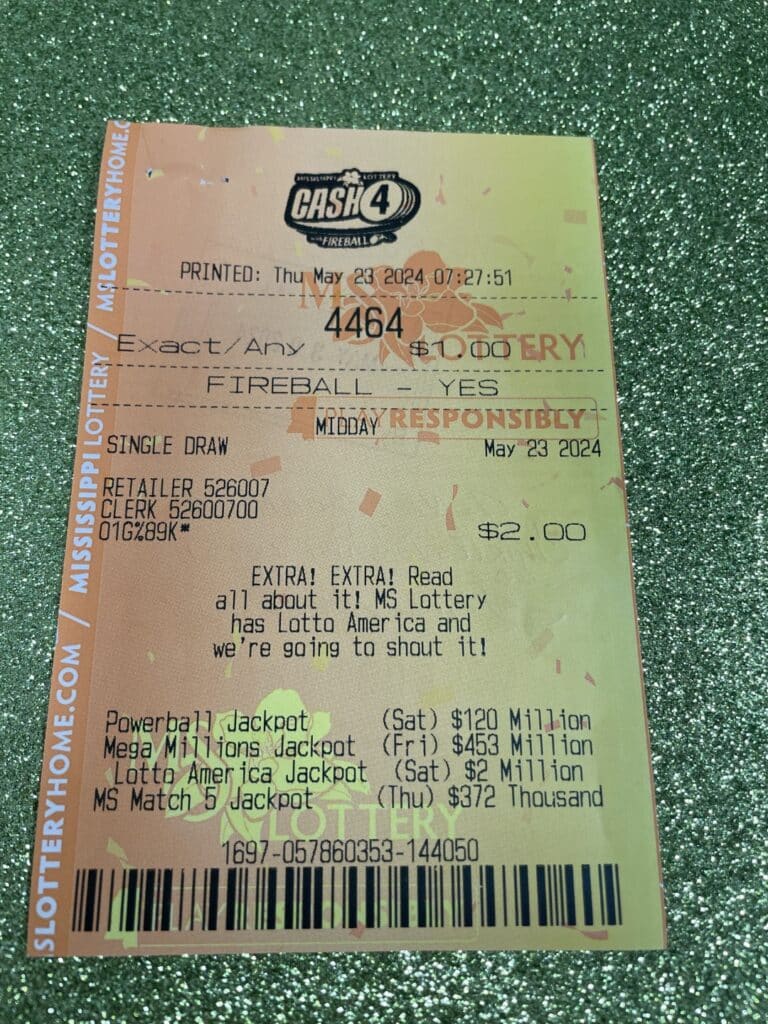 MISSISSIPPI LOTTERY
CASH 4
FIREBALL
PRINTED: Thu May 23 2024 07:27:51
MS LOTTERY
4464
Exact/Any $1.00
FIREBALL - YES
PLAY RESPONSIBLY
MIDDAY
SINGLE DRAW May 23 2024
RETAILER 526007
CLERK 52600700
01G%89K* $2.00
EXTRA! EXTRA! Read
all about it! MS Lottery
has Lotto America and
we're going to shout it!
Powerball Jackpot (Sat) $120 Million
Mega Millions Jackpot (Fri) $453 Million
Lotto America Jackpot (Sat) $2 Million
MS Match 5 Jackpot (Thu) $372 Thousand
MS LOTTERY
1697-057860353-144050
PLAY RESPONSIBLY
SLOTTERYHOME.COM / MISSISSIPPI LOTTERY / MSLOTTERYHOME.C